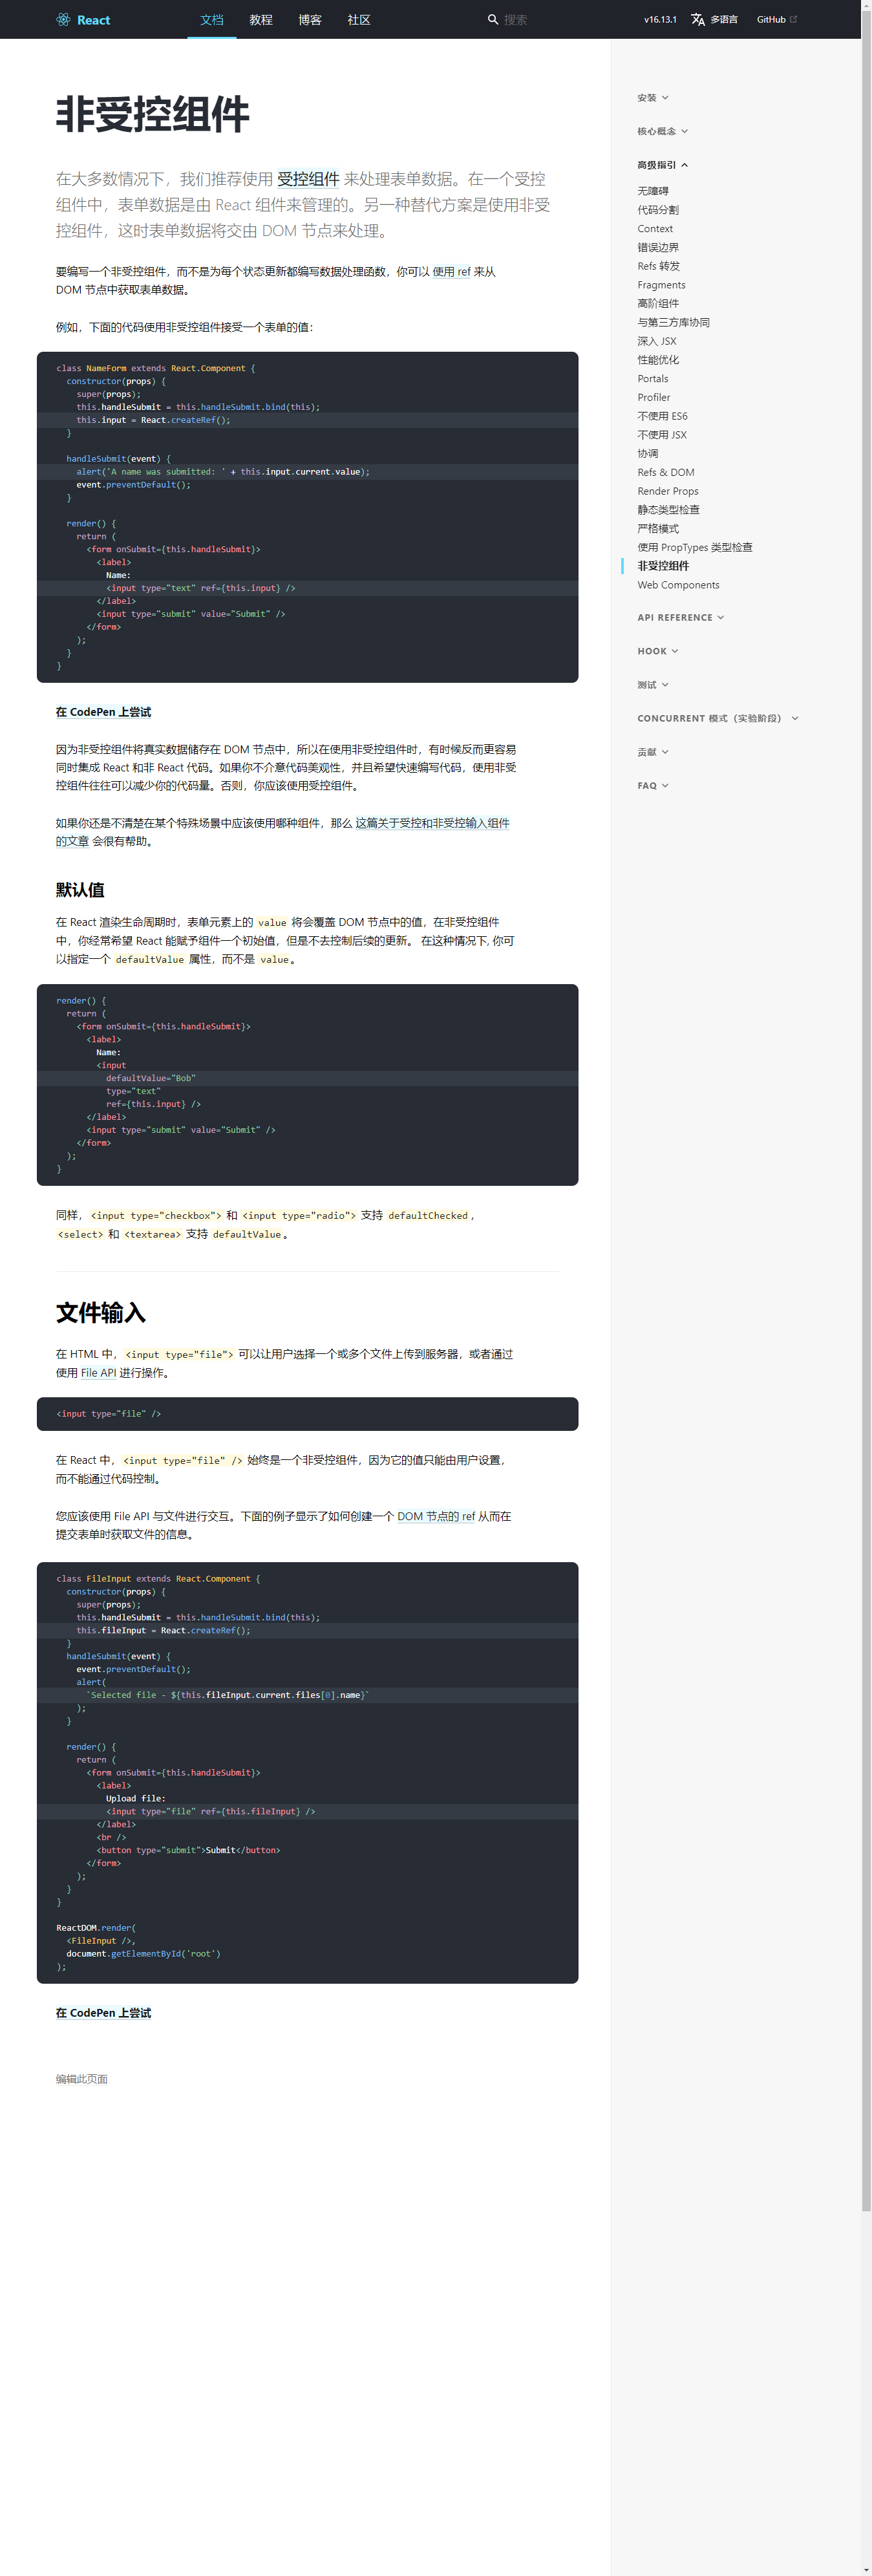 React 文档 教程 博客 社区 搜索 v16.13.1 多语言 GitHub
非受控组件
在大多数情况下，我们推荐使用 受控组件 来处理表单数据。在一个受控
组件中，表单数据是由 React 组件来管理的。另一种替代方案是使用非受
控组件，这时表单数据将交由 DOM 节点来处理。
要编写一个非受控组件，而不是为每个状态更新都编写数据处理函数，你可以 使用 ref 来从
DOM 节点中获取表单数据。
例如，下面的代码使用非受控组件接受一个表单的值：
class NameForm extends React.Component {
  constructor(props) {
    super(props);
    this.handleSubmit = this.handleSubmit.bind(this);
    this.input = React.createRef();
  }

  handleSubmit(event) {
    alert('A name was submitted: ' + this.input.current.value);
    event.preventDefault();
  }

  render() {
    return (
      <form onSubmit={this.handleSubmit}>
        <label>
          Name:
          <input type="text" ref={this.input} />
        </label>
        <input type="submit" value="Submit" />
      </form>
    );
  }
}
在 CodePen 上尝试
因为非受控组件将真实数据储存在 DOM 节点中，所以在使用非受控组件时，有时候反而更容易
同时集成 React 和非 React 代码。如果你不介意代码美观性，并且希望快速编写代码，使用非受
控组件往往可以减少你的代码量。否则，你应该使用受控组件。
如果你还是不清楚在某个特殊场景中应该使用哪种组件，那么 这篇关于受控和非受控输入组件
的文章 会很有帮助。
默认值
在 React 渲染生命周期时，表单元素上的 value 将会覆盖 DOM 节点中的值，在非受控组件
中，你经常希望 React 能赋予组件一个初始值，但是不去控制后续的更新。 在这种情况下, 你可
以指定一个 defaultValue 属性，而不是 value。
render() {
  return (
    <form onSubmit={this.handleSubmit}>
      <label>
        Name:
        <input
          defaultValue="Bob"
          type="text"
          ref={this.input} />
      </label>
      <input type="submit" value="Submit" />
    </form>
  );
}
同样，<input type="checkbox"> 和 <input type="radio"> 支持 defaultChecked，
<select> 和 <textarea> 支持 defaultValue。
文件输入
在 HTML 中，<input type="file"> 可以让用户选择一个或多个文件上传到服务器，或者通过
使用 File API 进行操作。
<input type="file" />
在 React 中，<input type="file" /> 始终是一个非受控组件，因为它的值只能由用户设置，
而不能通过代码控制。
您应该使用 File API 与文件进行交互。下面的例子显示了如何创建一个 DOM 节点的 ref 从而在
提交表单时获取文件的信息。
class FileInput extends React.Component {
  constructor(props) {
    super(props);
    this.handleSubmit = this.handleSubmit.bind(this);
    this.fileInput = React.createRef();
  }
  handleSubmit(event) {
    event.preventDefault();
    alert(
      `Selected file - ${this.fileInput.current.files[0].name}`
    );
  }

  render() {
    return (
      <form onSubmit={this.handleSubmit}>
        <label>
          Upload file:
          <input type="file" ref={this.fileInput} />
        </label>
        <br />
        <button type="submit">Submit</button>
      </form>
    );
  }
}

ReactDOM.render(
  <FileInput />,
  document.getElementById('root')
);
在 CodePen 上尝试
编辑此页面
安装
核心概念
高级指引
无障碍
代码分割
Context
错误边界
Refs 转发
Fragments
高阶组件
与第三方库协同
深入 JSX
性能优化
Portals
Profiler
不使用 ES6
不使用 JSX
协调
Refs & DOM
Render Props
静态类型检查
严格模式
使用 PropTypes 类型检查
非受控组件
Web Components
API REFERENCE
HOOK
测试
CONCURRENT 模式（实验阶段）
贡献
FAQ